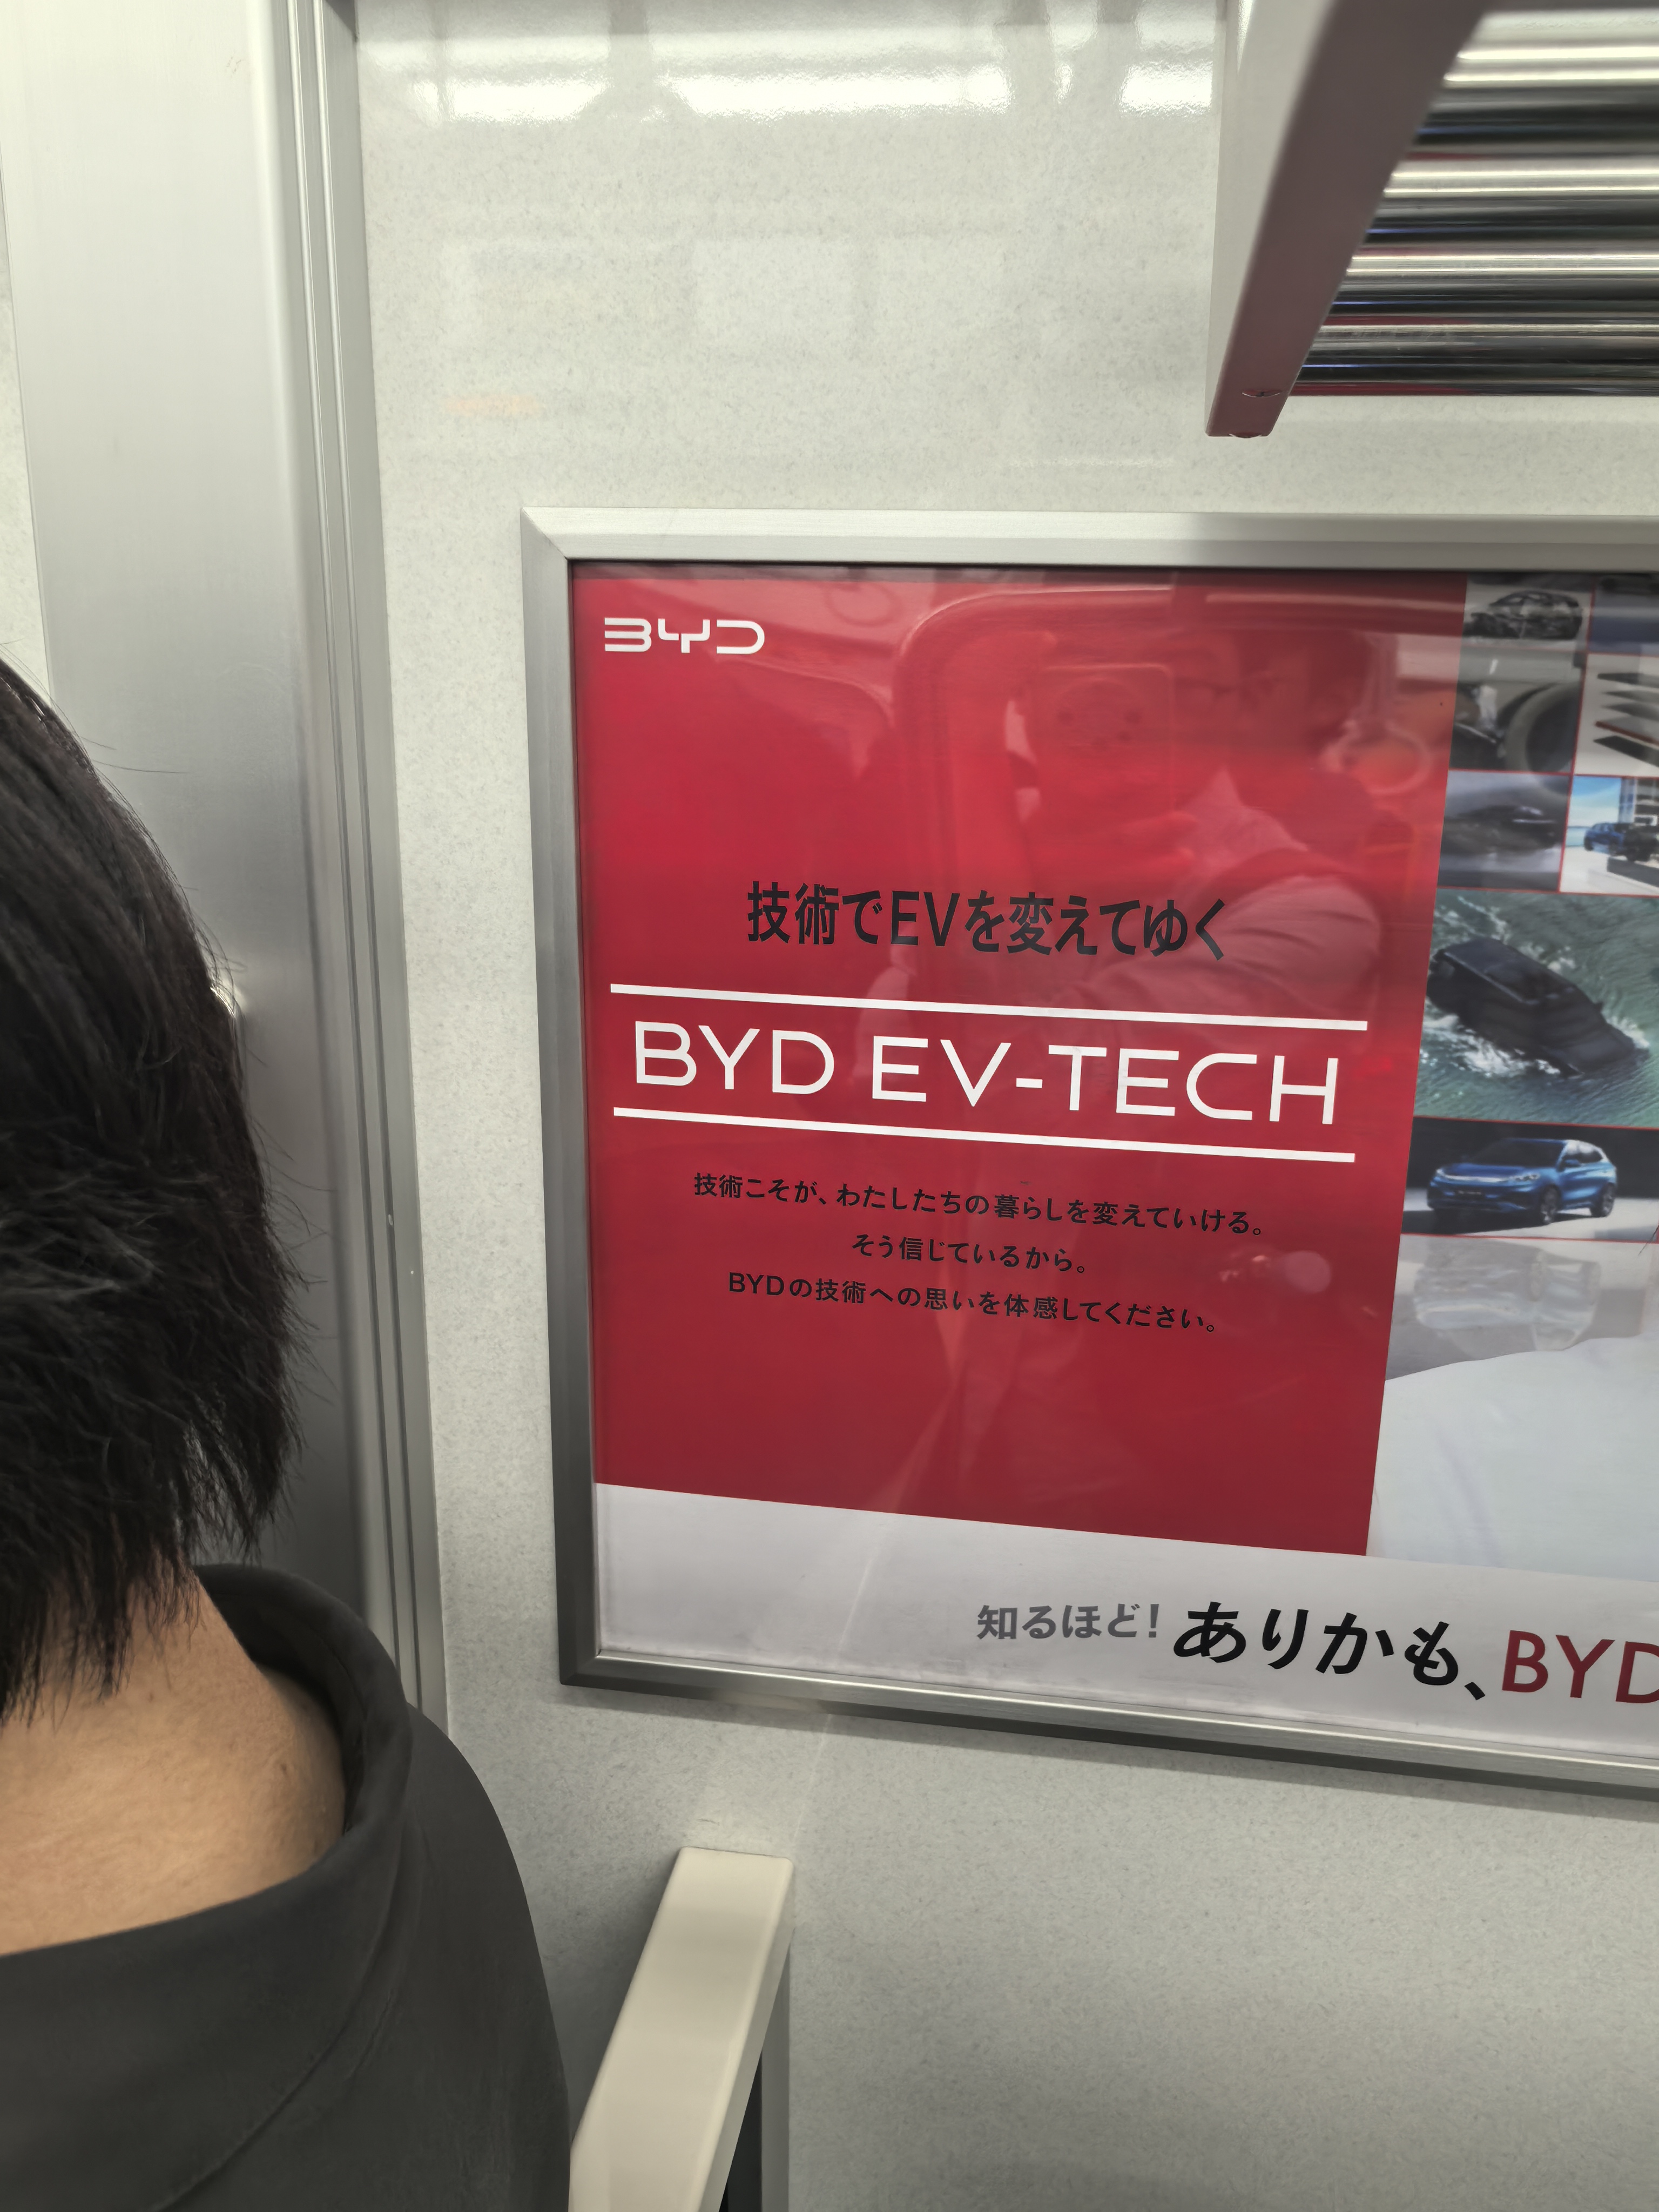 BYD
技術でEVを変えてゆく
BYD EV-TECH
技術こそが、わたしたちの暮らしを変えていける。
そう信じているから。
BYDの技術への思いを体感してください。
知るほど！ありかも、BYD